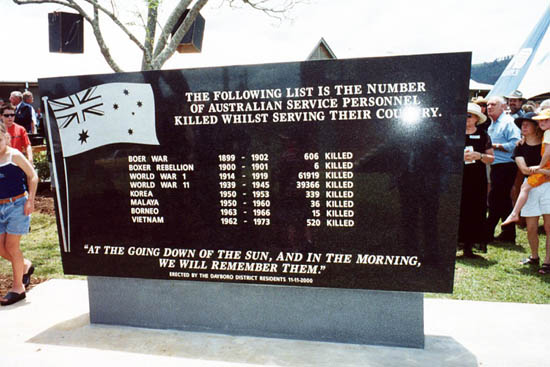 THE FOLLOWING LIST IS THE NUMBER
OF AUSTRALIAN SERVICE PERSONNEL
KILLED WHILST SERVING THEIR COUNTRY.
BOER WAR 1899 - 1902 606 KILLED
BOXER REBELLION 1900 - 1901 6 KILLED
WORLD WAR 1 1914 - 1919 61919 KILLED
WORLD WAR 11 1939 - 1945 39366 KILLED
KOREA 1950 - 1953 339 KILLED
MALAYA 1950 - 1960 36 KILLED
BORNEO 1963 - 1966 15 KILLED
VIETNAM 1963 - 1973 520 KILLED
"AT THE GOING DOWN OF THE SUN, AND IN THE MORNING,
WE WILL REMEMBER THEM."
ERECTED BY THE DAYBORO DISTRICT RESIDENTS 11-11-2000